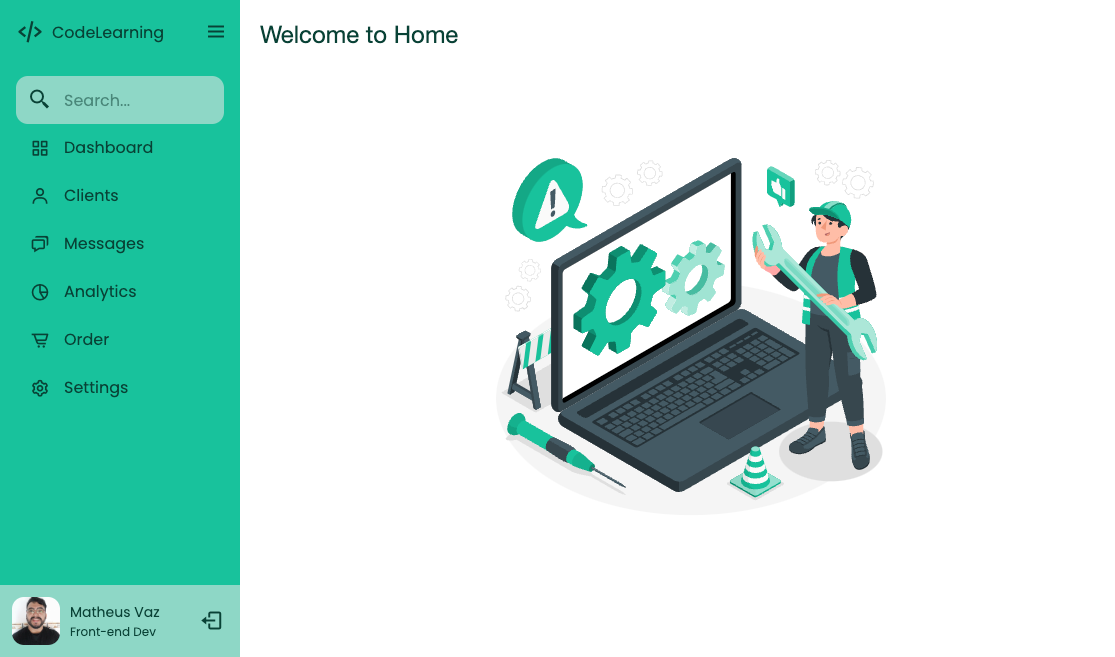 CodeLearning
Search...
Dashboard
Clients
Messages
Analytics
Order
Settings
Matheus Vaz
Front-end Dev
Welcome to Home